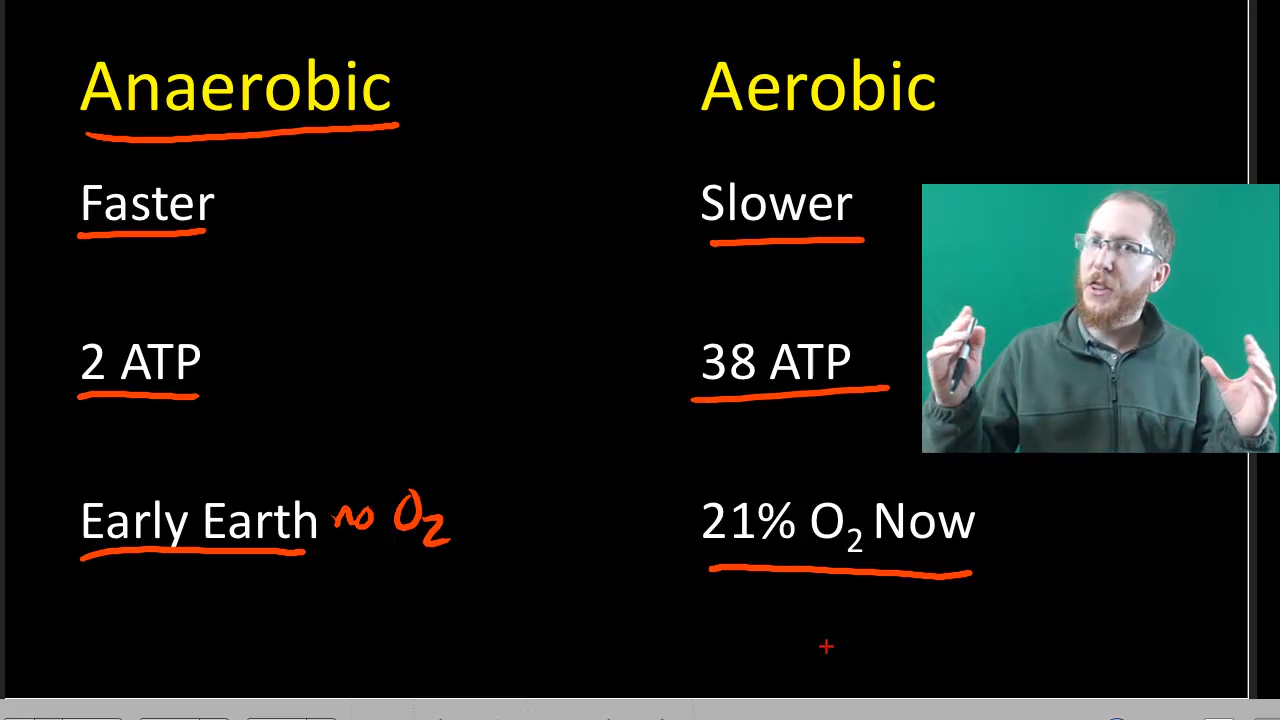 Anaerobic
Aerobic
Faster
Slower
2 ATP
38 ATP
Early Earth no O2
21% O₂ Now